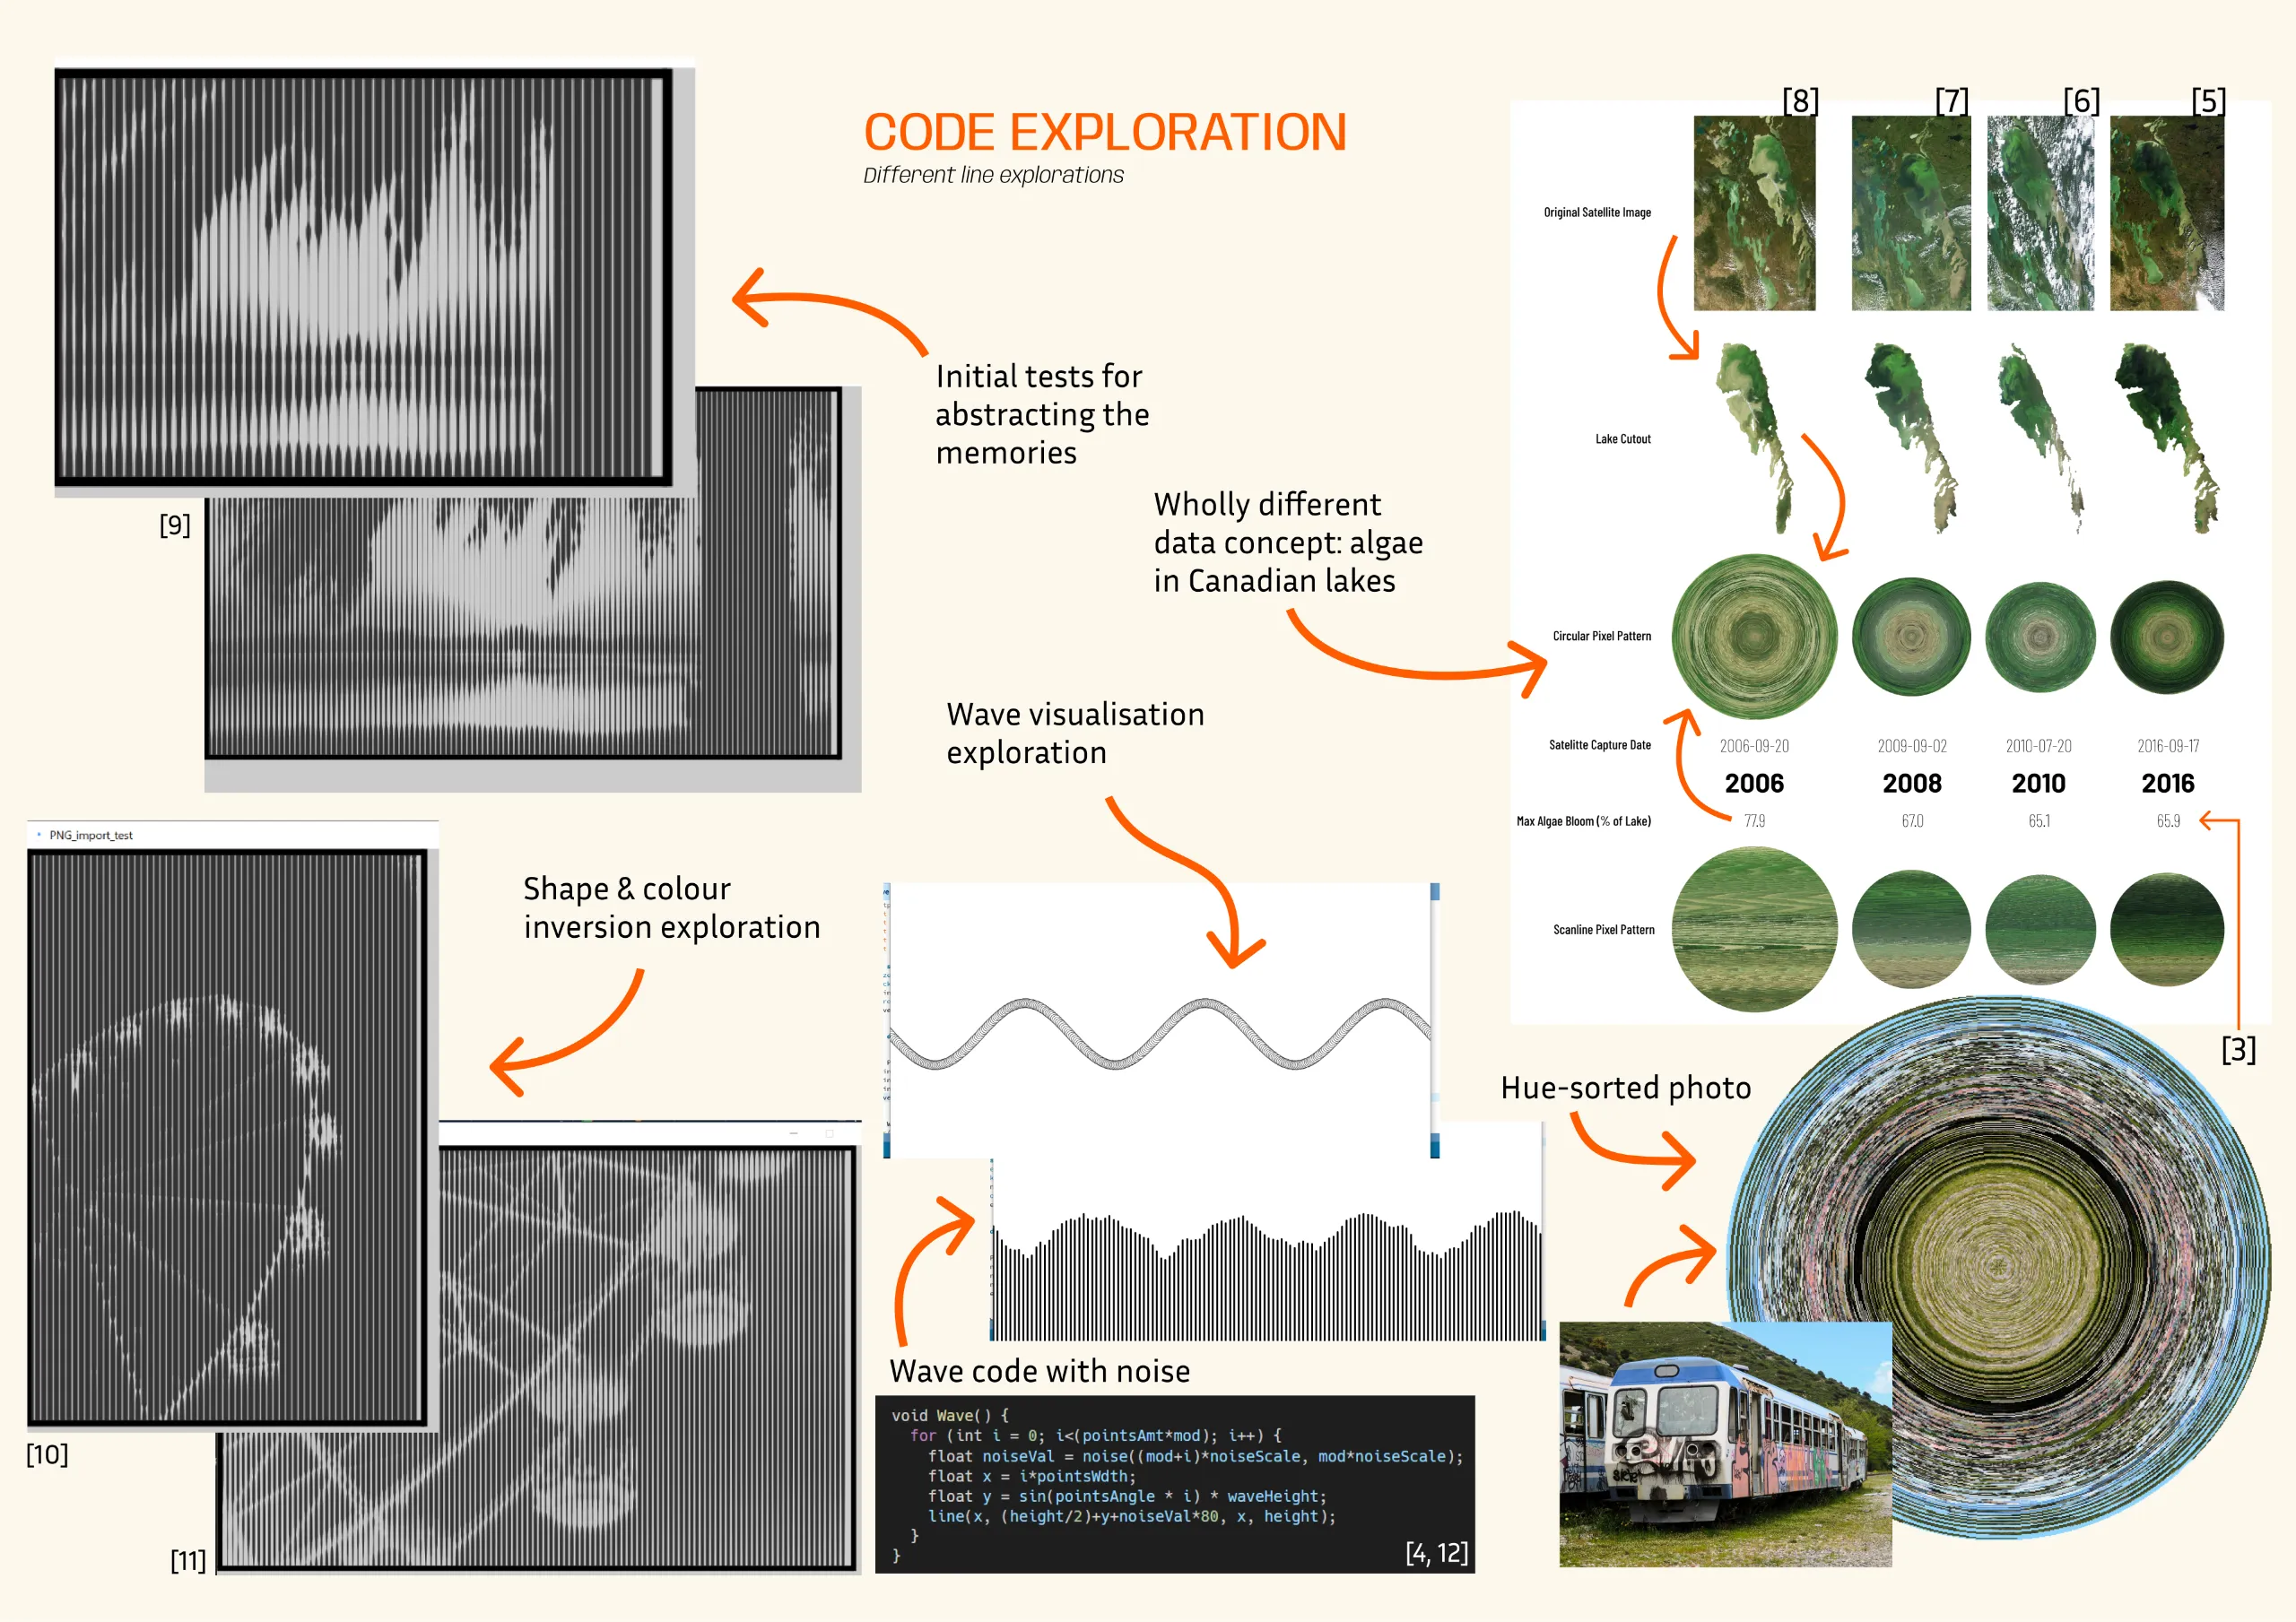 CODE EXPLORATION
Different line explorations
Initial tests for
abstracting the
memories
[9]
Wholly different
data concept: algae
in Canadian lakes
Wave visualisation
exploration
PNG_import_test
Shape & colour
inversion exploration
[10]
[11]
Wave code with noise
void Wave() {
for (int i = 0; i<(pointsAmt*mod); i++) {
float noiseVal = noise((mod+i)*noiseScale, mod*noiseScale);
float x = i*pointsWdth;
float y = sin(pointsAngle * i) * waveHeight;
line(x, (height/2)+y+noiseVal*80, x, height);
}
}
[4, 12]
[8] [7] [6] [5]
Original Satellite Image
Lake Cutout
Circular Pixel Pattern
Satelitte Capture Date 2006-09-20 2009-09-02 2010-07-20 2016-09-17
2006 2008 2010 2016
Max Algae Bloom (% of Lake) 77.9 67.0 65.1 65.9
Scanline Pixel Pattern
[3]
Hue-sorted photo